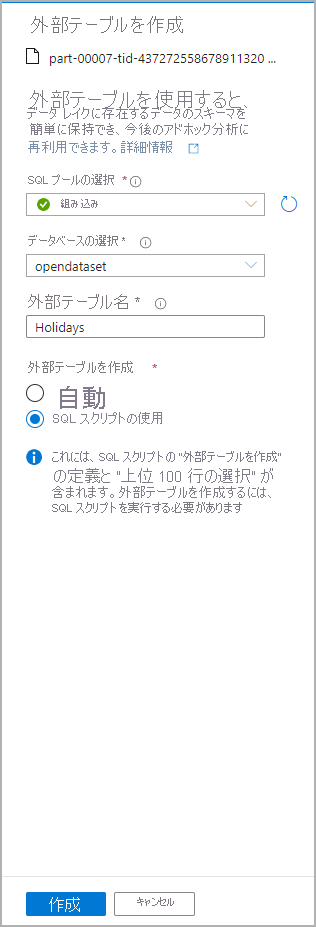 外部テーブルを作成
part-00007-tid-437272558678911320 ...
外部テーブルを使用すると、
データ レイクに存在するデータのスキーマを
簡単に保持でき、今後のアドホック分析に
再利用できます。詳細情報
SQL プールの選択 *
組み込み
データベースの選択 *
opendataset
外部テーブル名 *
Holidays
外部テーブルを作成 *
自動
SQL スクリプトの使用
これには、SQL スクリプトの "外部テーブルを作成"
の定義と "上位 100 行の選択" が
含まれます。外部テーブルを作成するには、
SQL スクリプトを実行する必要があります
作成
キャンセル